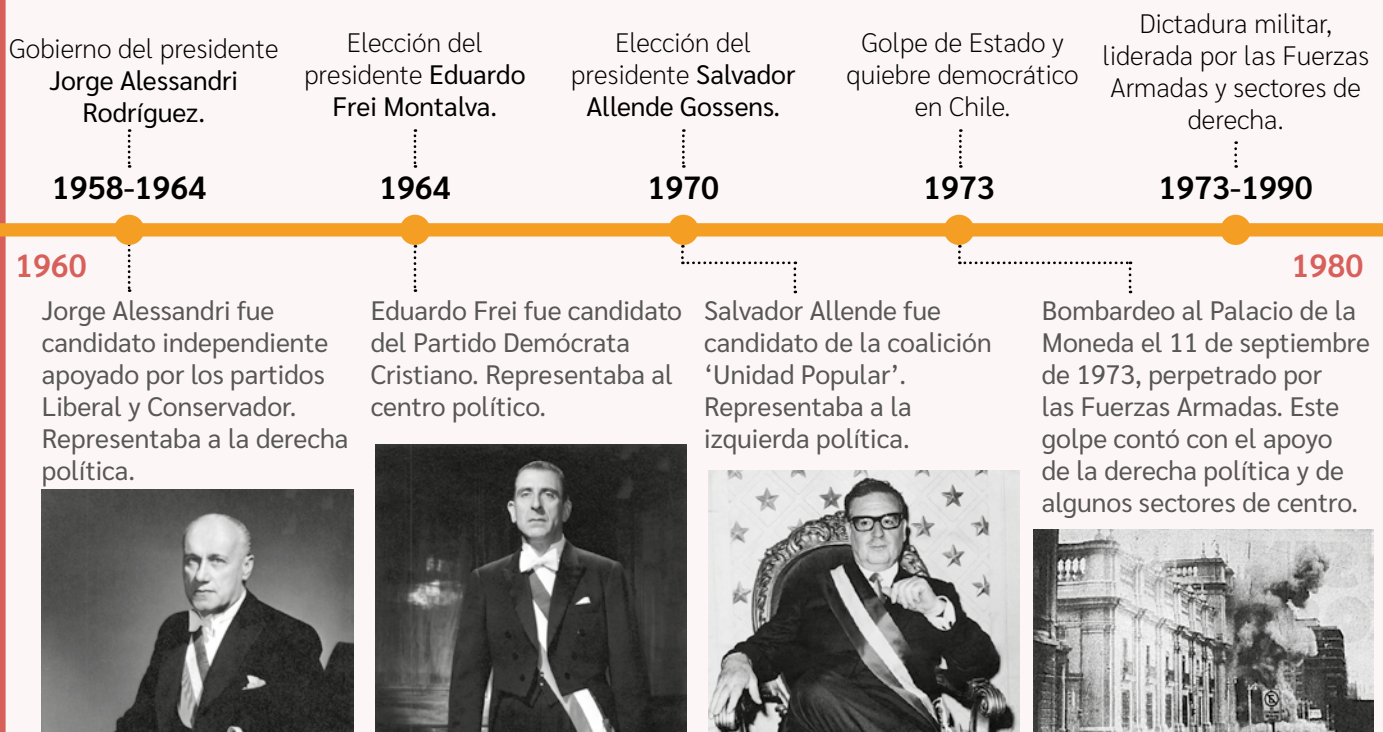 Gobierno del presidente
Jorge Alessandri
Rodríguez.
1958-1964
Elección del
presidente Eduardo
Frei Montalva.
1964
Elección del
presidente Salvador
Allende Gossens.
1970
Golpe de Estado y
quiebre democrático
en Chile.
1973
Dictadura militar,
liderada por las Fuerzas
Armadas y sectores de
derecha.
1973-1990
1960
1980
Jorge Alessandri fue
candidato independiente
apoyado por los partidos
Liberal y Conservador.
Representaba a la derecha
política.
Eduardo Frei fue candidato
del Partido Demócrata
Cristiano. Representaba al
centro político.
Salvador Allende fue
candidato de la coalición
‘Unidad Popular’.
Representaba a la
izquierda política.
Bombardeo al Palacio de la
Moneda el 11 de septiembre
de 1973, perpetrado por
las Fuerzas Armadas. Este
golpe contó con el apoyo
de la derecha política y de
algunos sectores de centro.